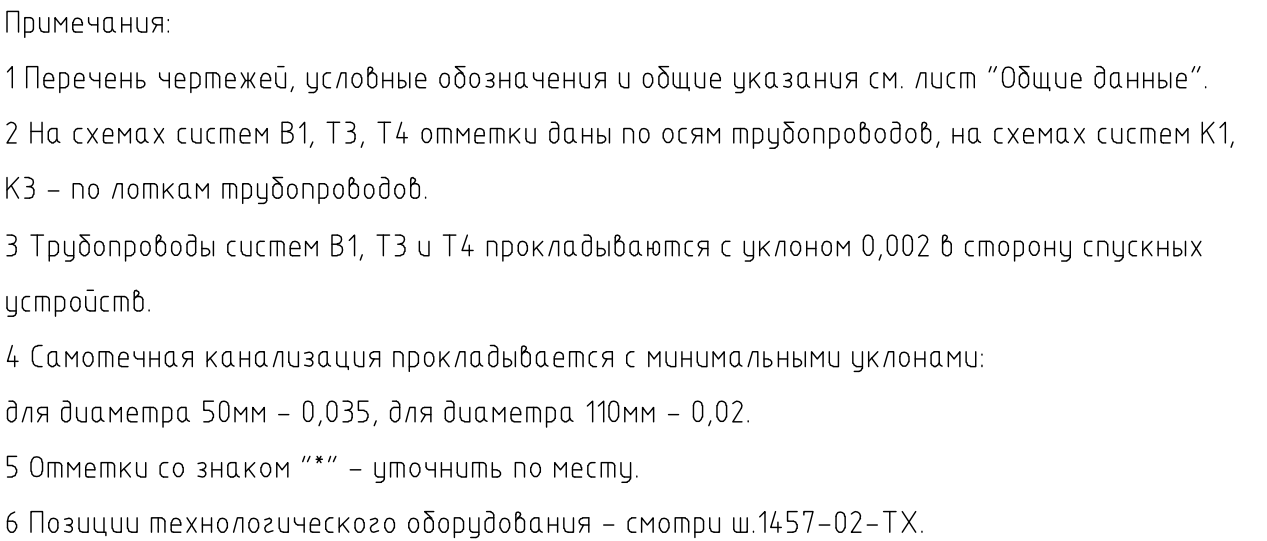 Примечания:
1 Перечень чертежей, условные обозначения и общие указания см. лист "Общие данные".
2 На схемах систем В1, Т3, Т4 отметки даны по осям трубопроводов, на схемах систем К1,
К3 – по лоткам трубопроводов.
3 Трубопроводы систем В1, Т3 и Т4 прокладываются с уклоном 0,002 в сторону спускных
устройств.
4 Самотечная канализация прокладывается с минимальными уклонами:
для диаметра 50мм – 0,035, для диаметра 110мм – 0,02.
5 Отметки со знаком "*" – уточнить по месту.
6 Позиции технологического оборудования – смотри ш.1457-02-ТХ.